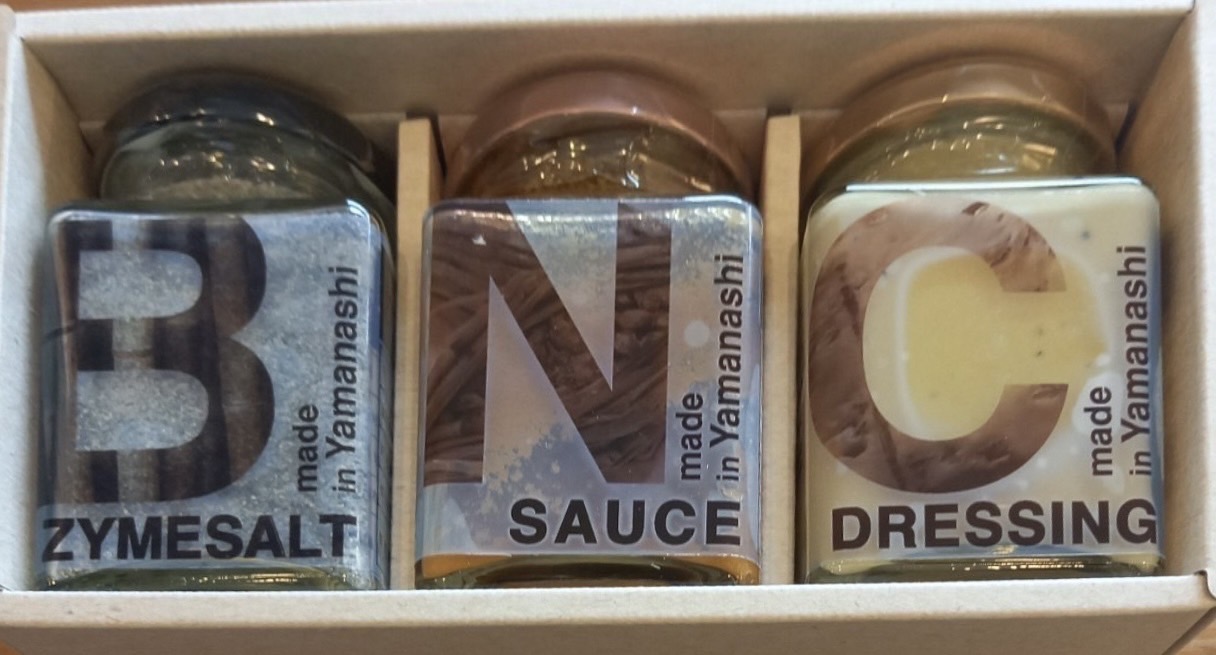 B
made
in Yamanashi
ZYMESALT
N
made
in Yamanashi
SAUCE
C
made
in Yamanashi
DRESSING